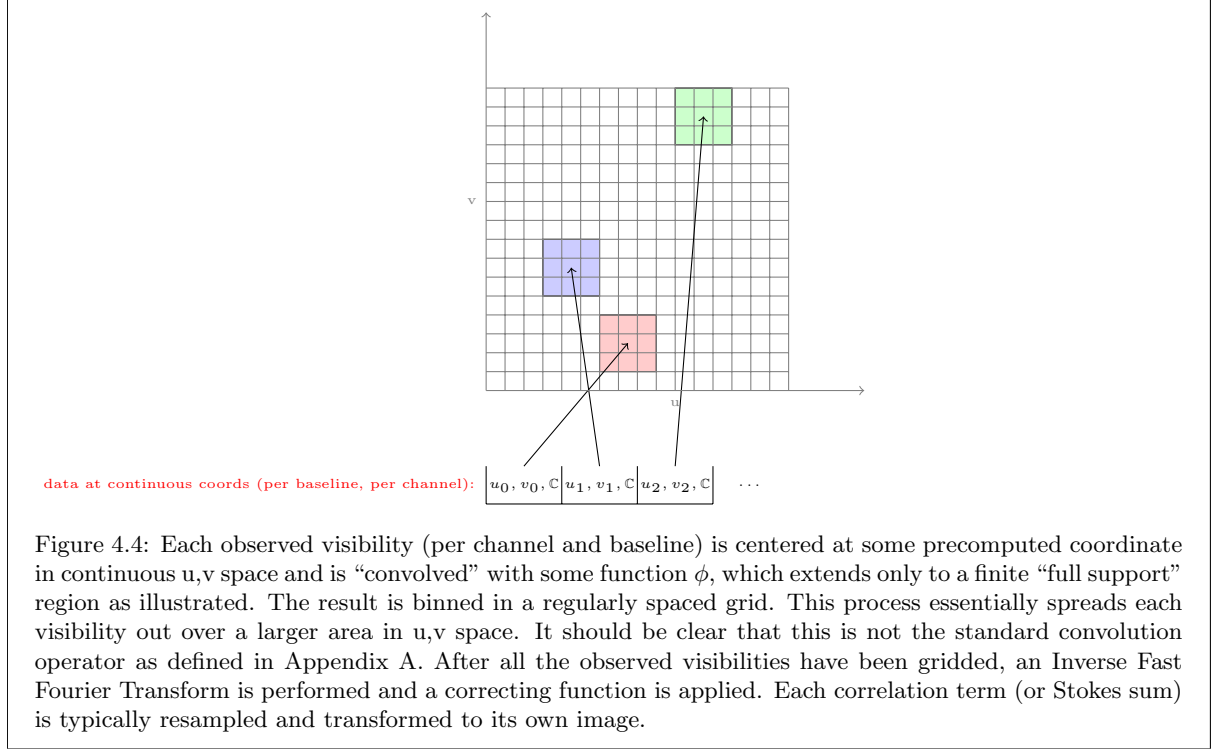 v
u
data at continuous coords (per baseline, per channel): u₀, v₀, ℂ u₁, v₁, ℂ u₂, v₂, ℂ ⋯
Figure 4.4: Each observed visibility (per channel and baseline) is centered at some precomputed coordinate
in continuous u,v space and is “convolved” with some function ϕ, which extends only to a finite “full support”
region as illustrated. The result is binned in a regularly spaced grid. This process essentially spreads each
visibility out over a larger area in u,v space. It should be clear that this is not the standard convolution
operator as defined in Appendix A. After all the observed visibilities have been gridded, an Inverse Fast
Fourier Transform is performed and a correcting function is applied. Each correlation term (or Stokes sum)
is typically resampled and transformed to its own image.